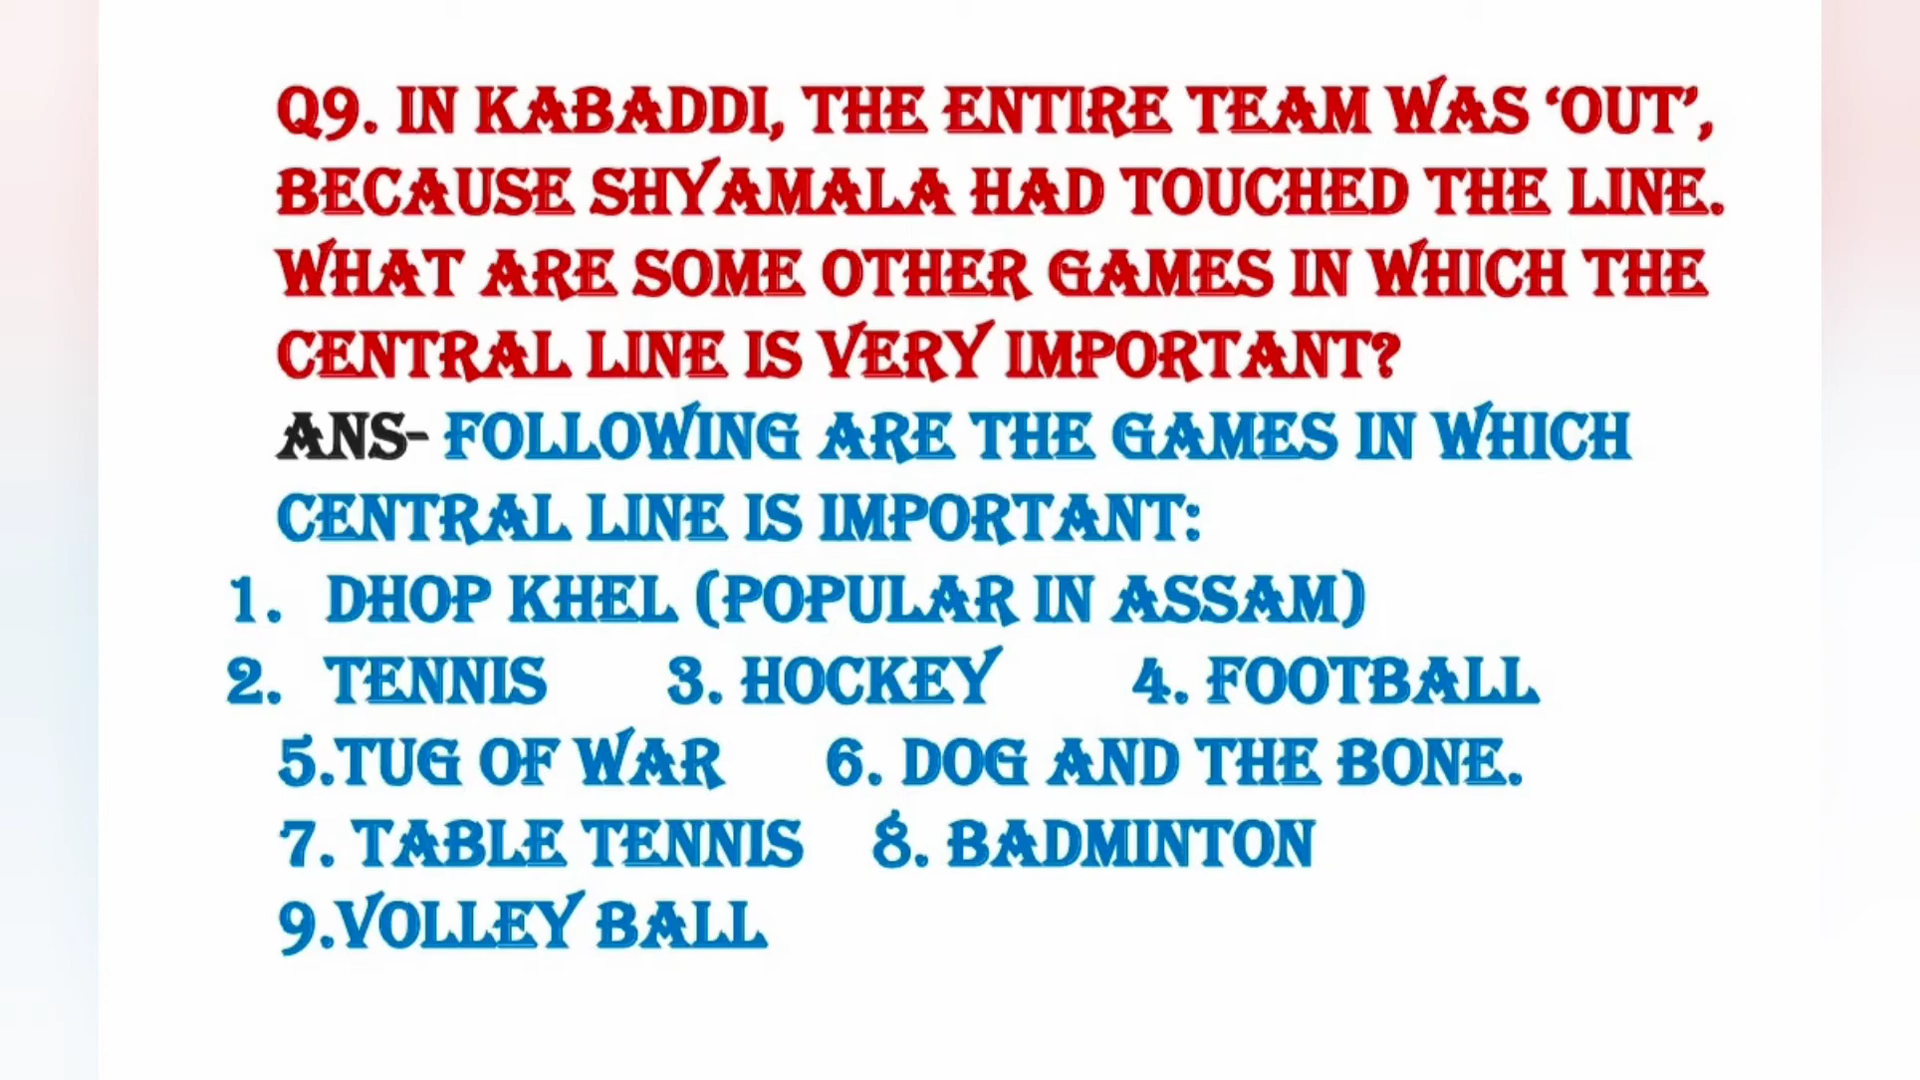 Q9. IN KABADDI, THE ENTIRE TEAM WAS ‘OUT’,
BECAUSE SHYAMALA HAD TOUCHED THE LINE.
WHAT ARE SOME OTHER GAMES IN WHICH THE
CENTRAL LINE IS VERY IMPORTANT?
ANS- FOLLOWING ARE THE GAMES IN WHICH
CENTRAL LINE IS IMPORTANT:
1. DHOP KHEL (POPULAR IN ASSAM)
2. TENNIS 3. HOCKEY 4. FOOTBALL
5.TUG OF WAR 6. DOG AND THE BONE.
7. TABLE TENNIS 8. BADMINTON
9.VOLLEY BALL